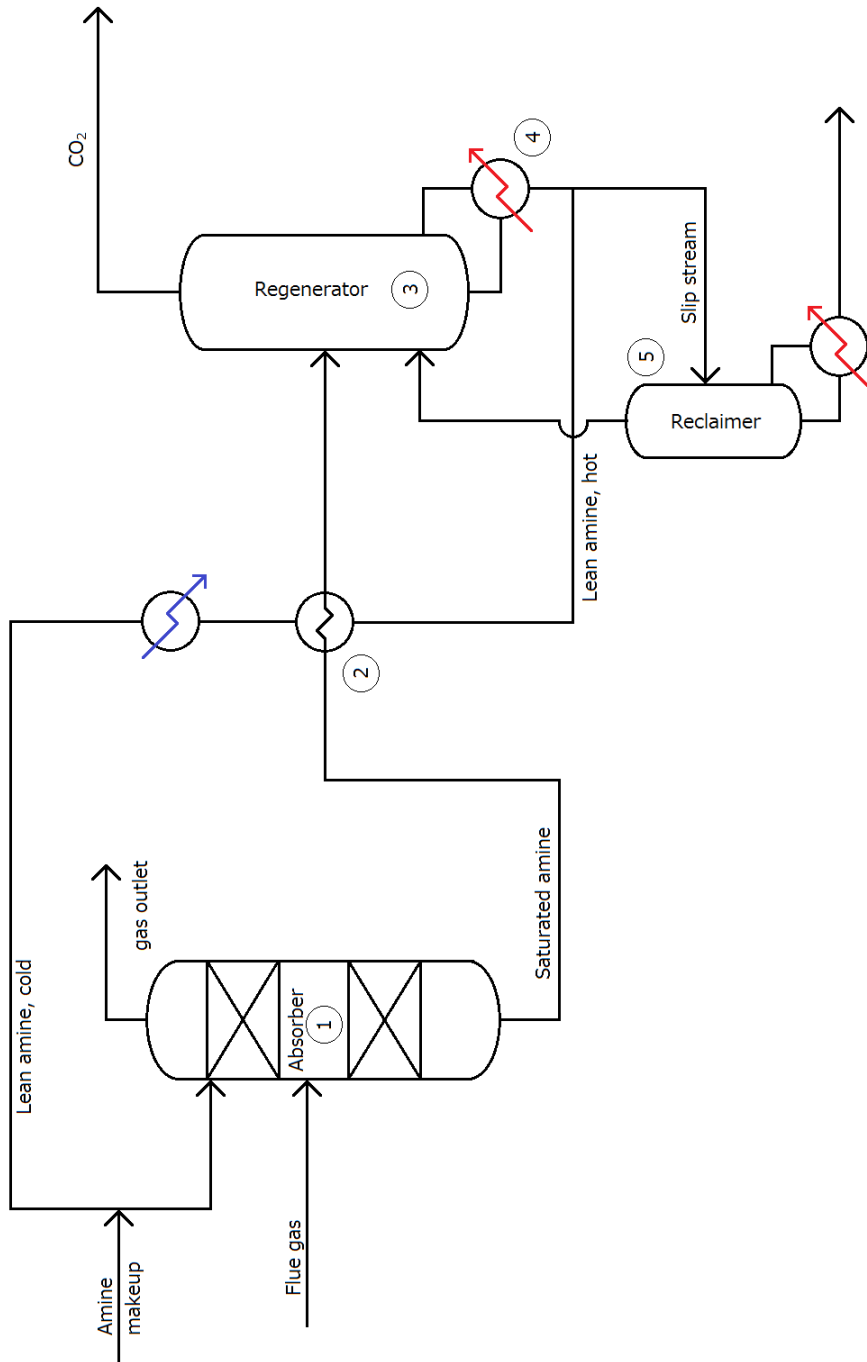 CO₂
Regenerator
3
4
Slip stream
5
Reclaimer
Lean amine, hot
2
Lean amine, cold
gas outlet
Absorber
1
Saturated amine
Amine
makeup
Flue gas